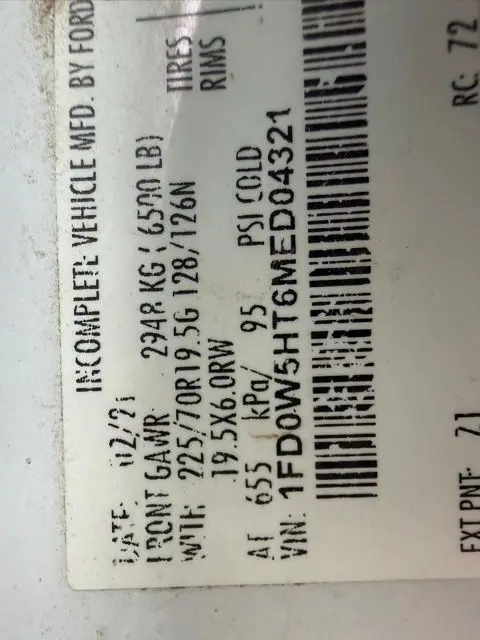 INCOMPLETE VEHICLE MFD. BY FORD
DATE: 02/21
FRONT GAWR: 2948 KG ( 6500 LB)
WITH 225/70R19.5G 128/126N TIRES
19.5X6.0RW RIMS
AT 655 kPa/ 95 PSI COLD
VIN: 1FD0W5HT6MED04321
EXT PNT: Z1 RC: 72